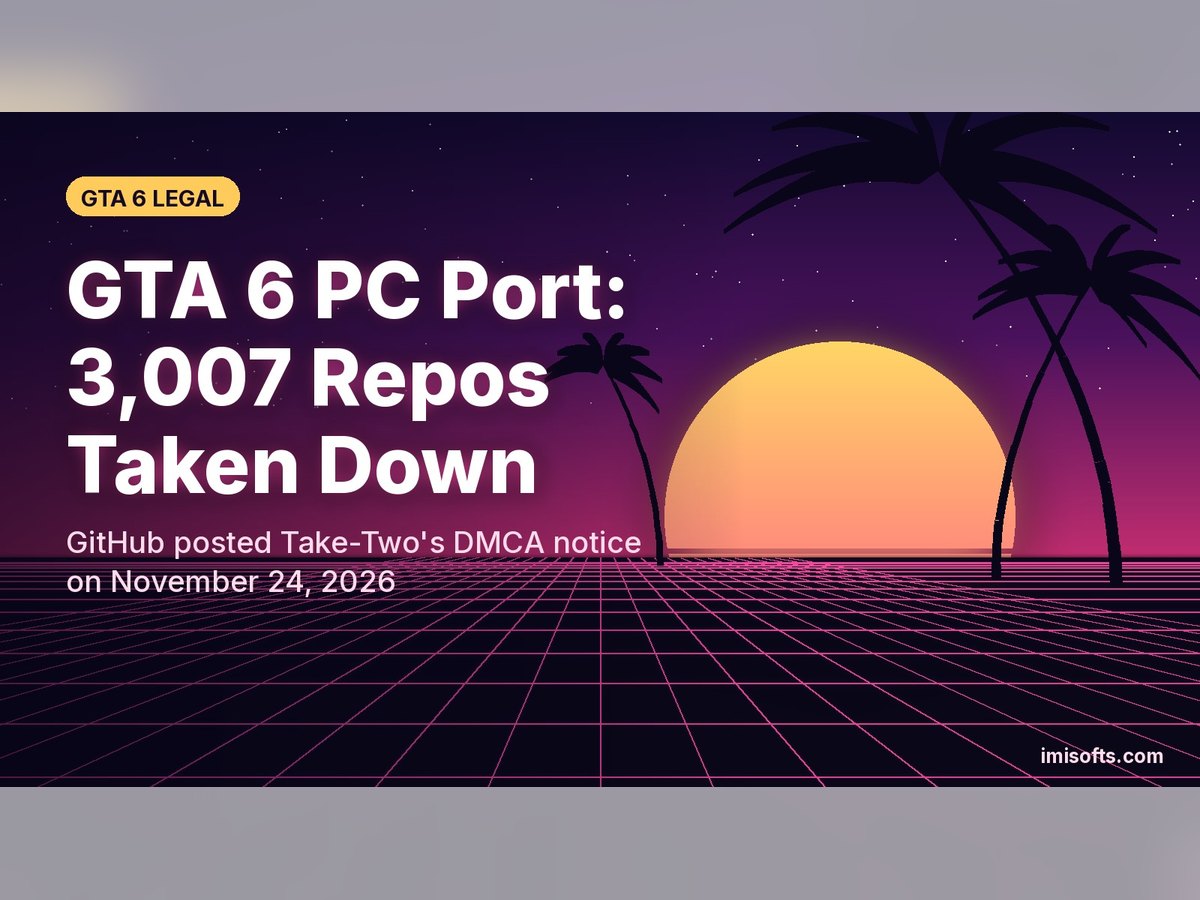 GTA 6 LEGAL
GTA 6 PC Port:
3,007 Repos
Taken Down
GitHub posted Take-Two's DMCA notice
on November 24, 2026
imisofts.com